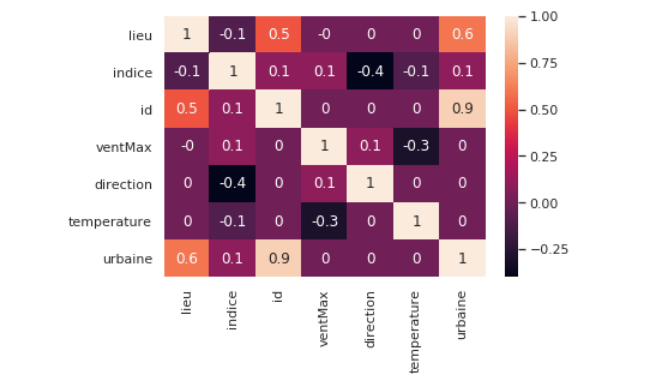 lieu 1 -0.1 0.5 -0 0 0 0.6
indice -0.1 1 0.1 0.1 -0.4 -0.1 0.1
id 0.5 0.1 1 0 0 0 0.9
ventMax -0 0.1 0 1 0.1 -0.3 0
direction 0 -0.4 0 0.1 1 0 0
temperature 0 -0.1 0 -0.3 0 1 0
urbaine 0.6 0.1 0.9 0 0 0 1
lieu indice id ventMax direction temperature urbaine
1.00
0.75
0.50
0.25
0.00
−0.25